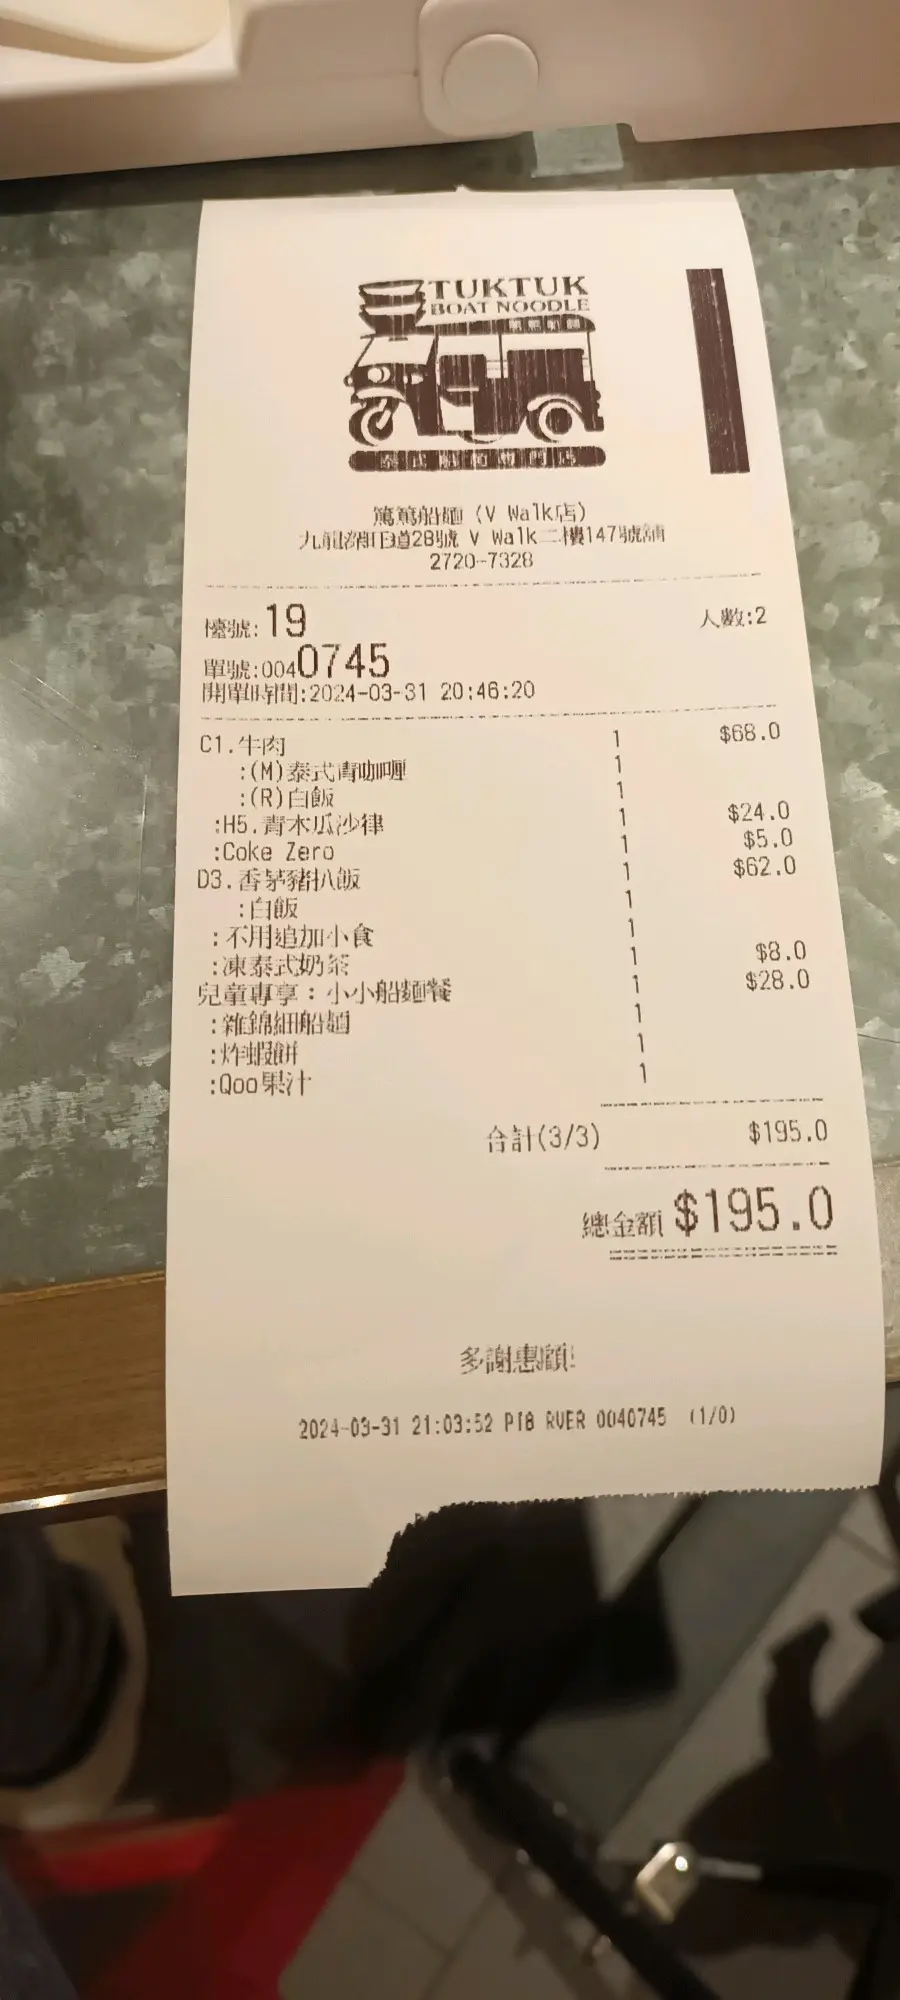 TUKTUK
BOAT NOODLE
篤篤船麵 (V Walk店)
九龍深旺道28號 V Walk二樓147號舖
2720-7328
檯號:19 人數:2
單號:0040745
開單時間:2024-03-31 20:46:20
C1.牛肉 1 $68.0
:(M)泰式青咖喱 1
:(R)白飯 1
:H5.青木瓜沙律 1 $24.0
:Coke Zero 1 $5.0
D3.香茅豬扒飯 1 $62.0
:白飯 1
:不用追加小食 1
:凍泰式奶茶 1 $8.0
兒童專享：小小船麵餐 1 $28.0
:雜錦細船麵 1
:炸蝦餅 1
:Qoo果汁 1
合計(3/3) $195.0
總金額 $195.0
多謝惠顧!
2024-03-31 21:03:52 P18 RVER 0040745 (1/0)